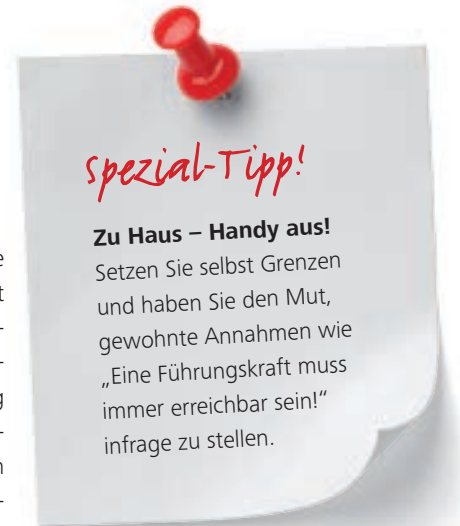 Spezial-Tipp!
Zu Haus – Handy aus!
Setzen Sie selbst Grenzen
und haben Sie den Mut,
gewohnte Annahmen wie
„Eine Führungskraft muss
immer erreichbar sein!“
infrage zu stellen.